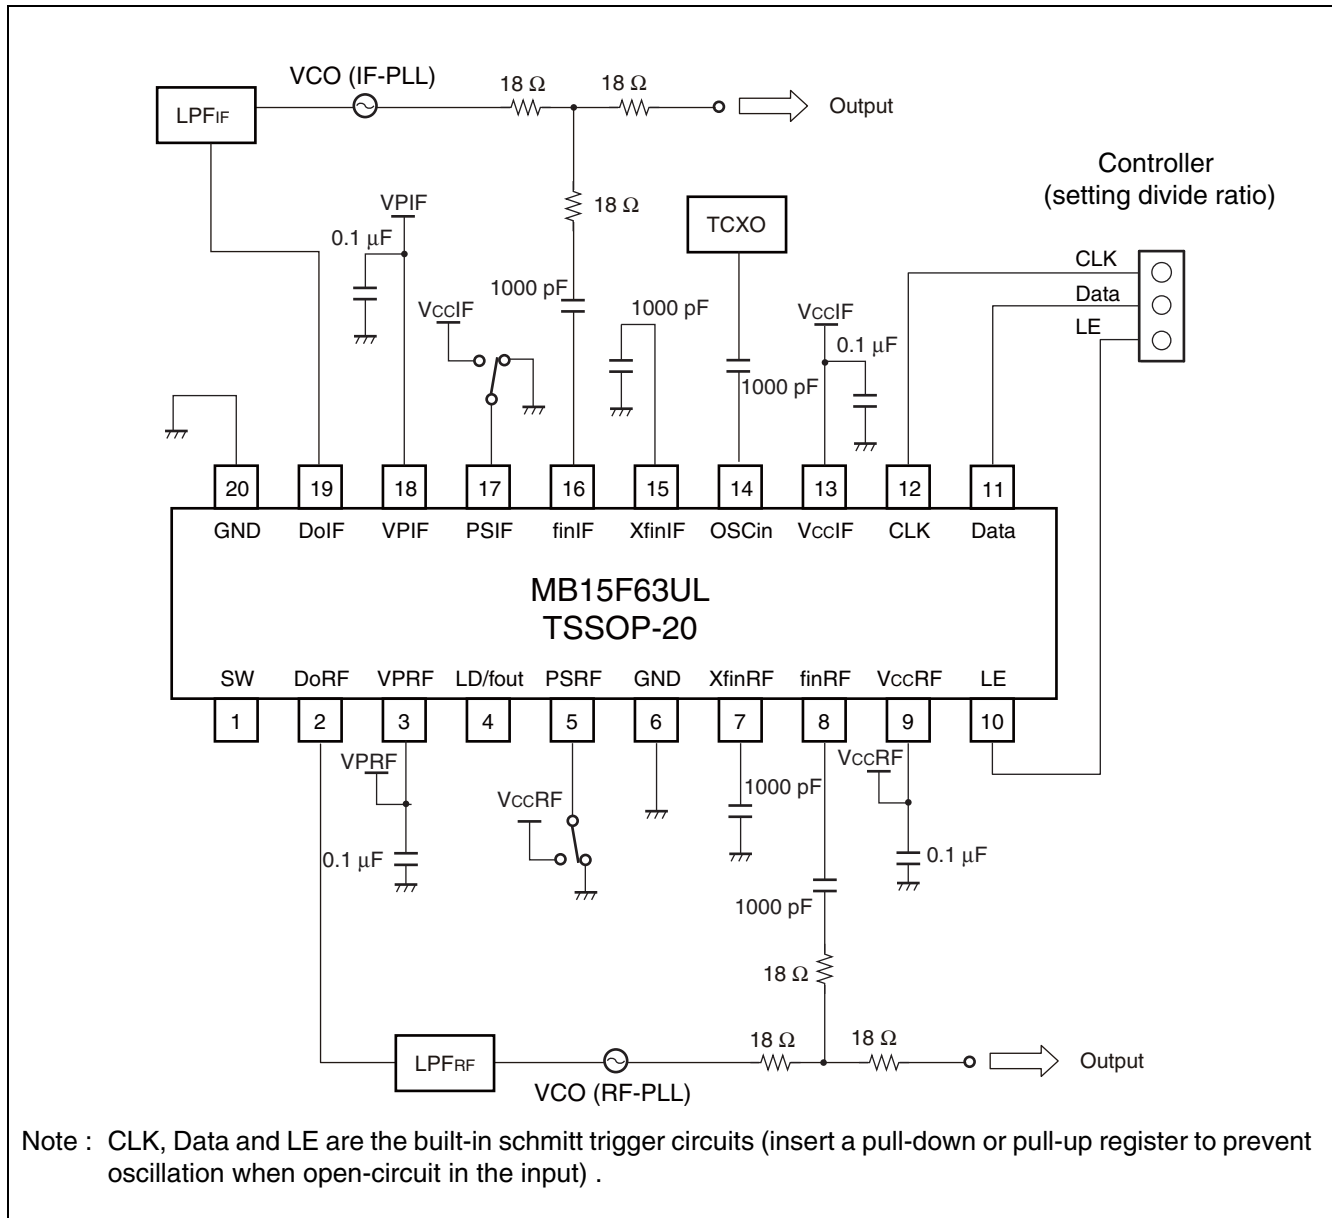 VCO (IF-PLL)
18 Ω
18 Ω
LPFIF
Output
Controller
(setting divide ratio)
18 Ω
VPIF
0.1 μF
TCXO
CLK
Data
LE
1000 pF
VCCIF
1000 pF
VCCIF
0.1 μF
1000 pF
20 19 18 17 16 15 14 13 12 11
GND DoIF VPIF PSIF finIF XfinIF OSCin VCCIF CLK Data
MB15F63UL
TSSOP-20
SW DoRF VPRF LD/fout PSRF GND XfinRF finRF VCCRF LE
1 2 3 4 5 6 7 8 9 10
VPRF
VCCRF
1000 pF
VCCRF
0.1 μF
0.1 μF
1000 pF
18 Ω
18 Ω
18 Ω
LPFRF
Output
VCO (RF-PLL)
Note : CLK, Data and LE are the built-in schmitt trigger circuits (insert a pull-down or pull-up register to prevent
oscillation when open-circuit in the input) .